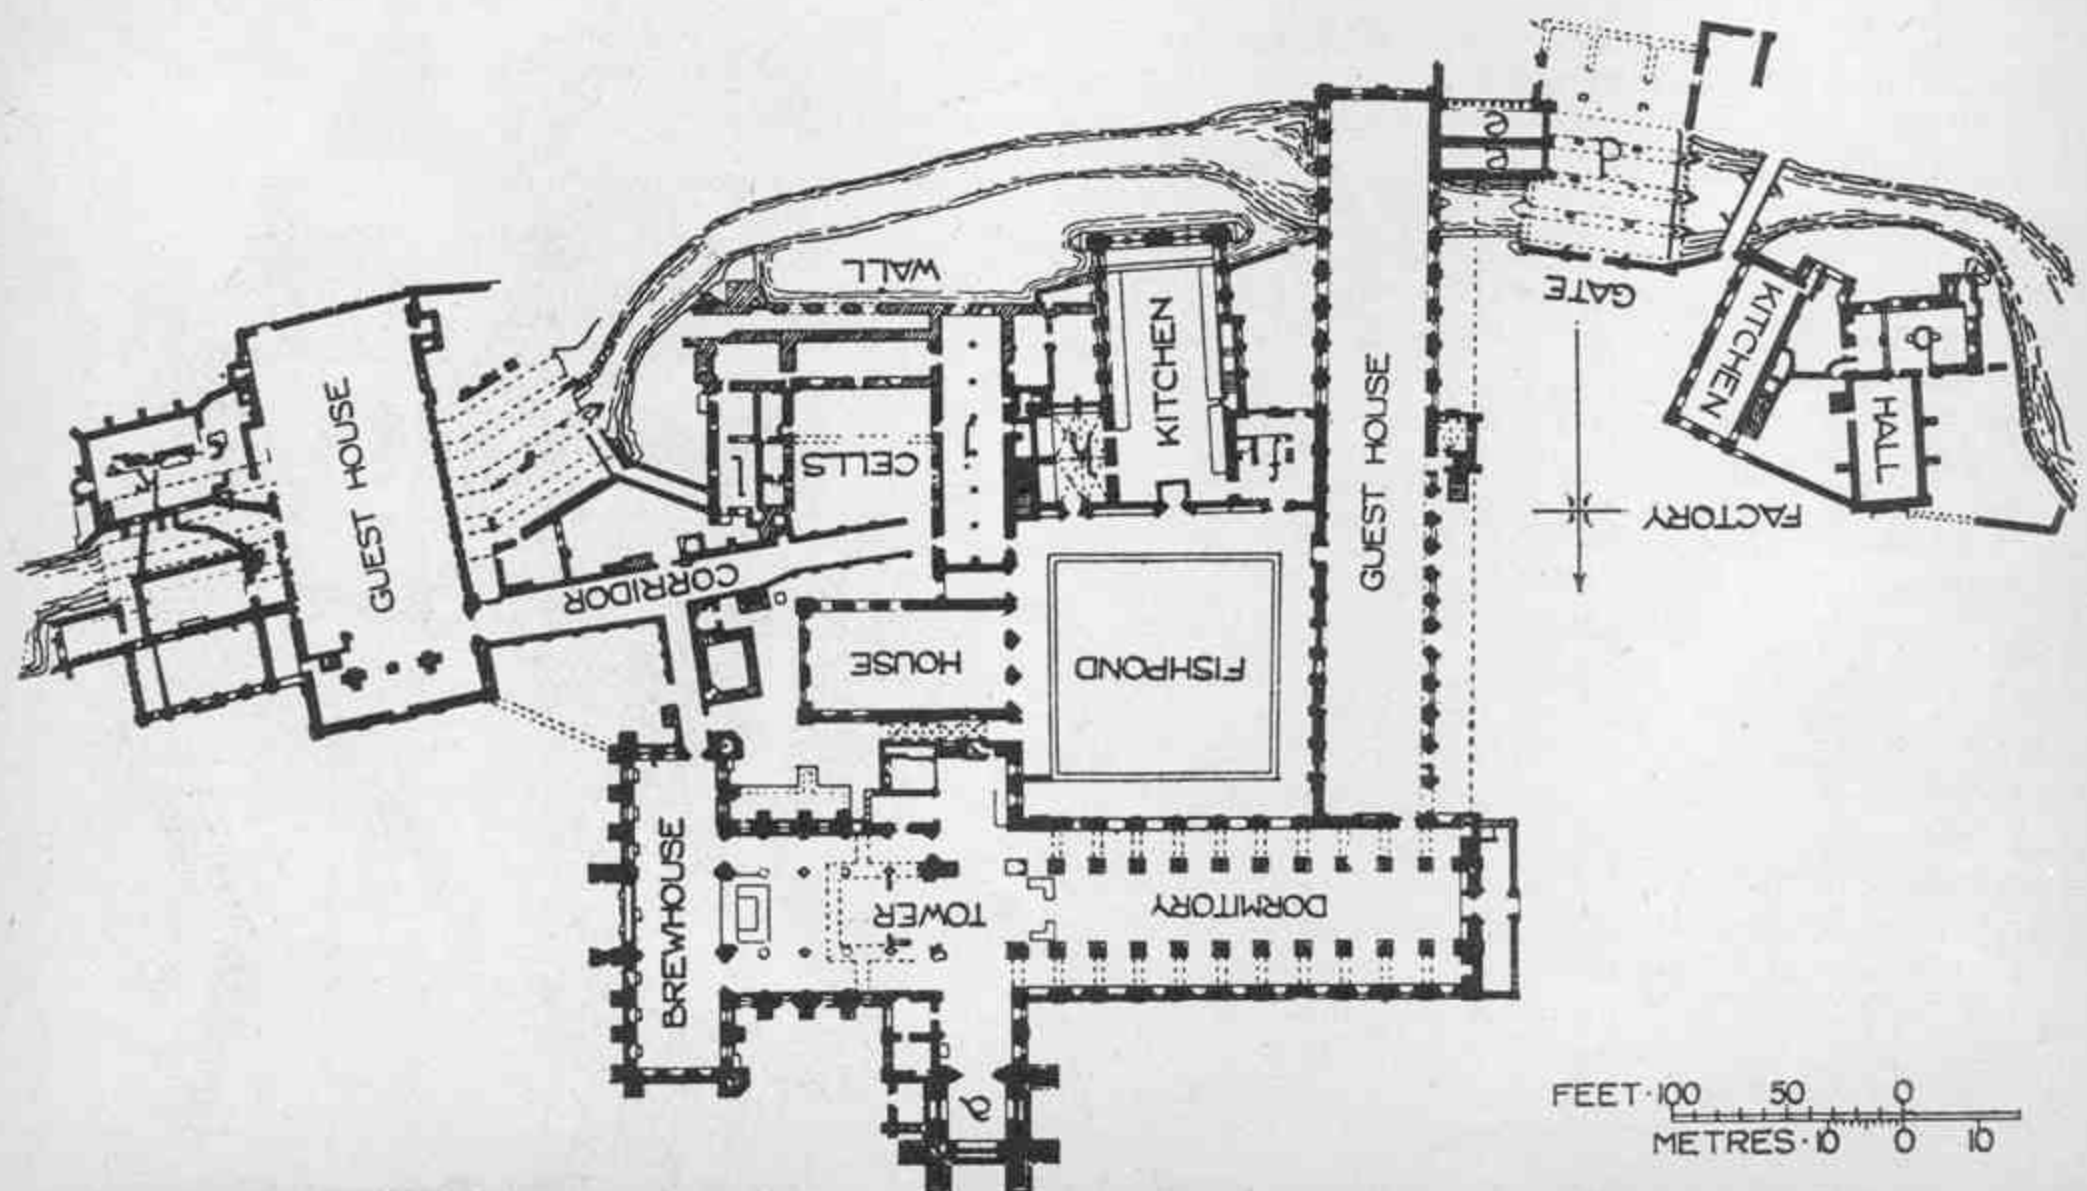 WALL
GATE
KITCHEN
KITCHEN
GUEST HOUSE
GUEST HOUSE
HALL
CELLS
FACTORY
CORRIDOR
HOUSE
FISHPOND
BREWHOUSE
TOWER
DORMITORY
a
FEET·100 50 0
METRES·10 0 10